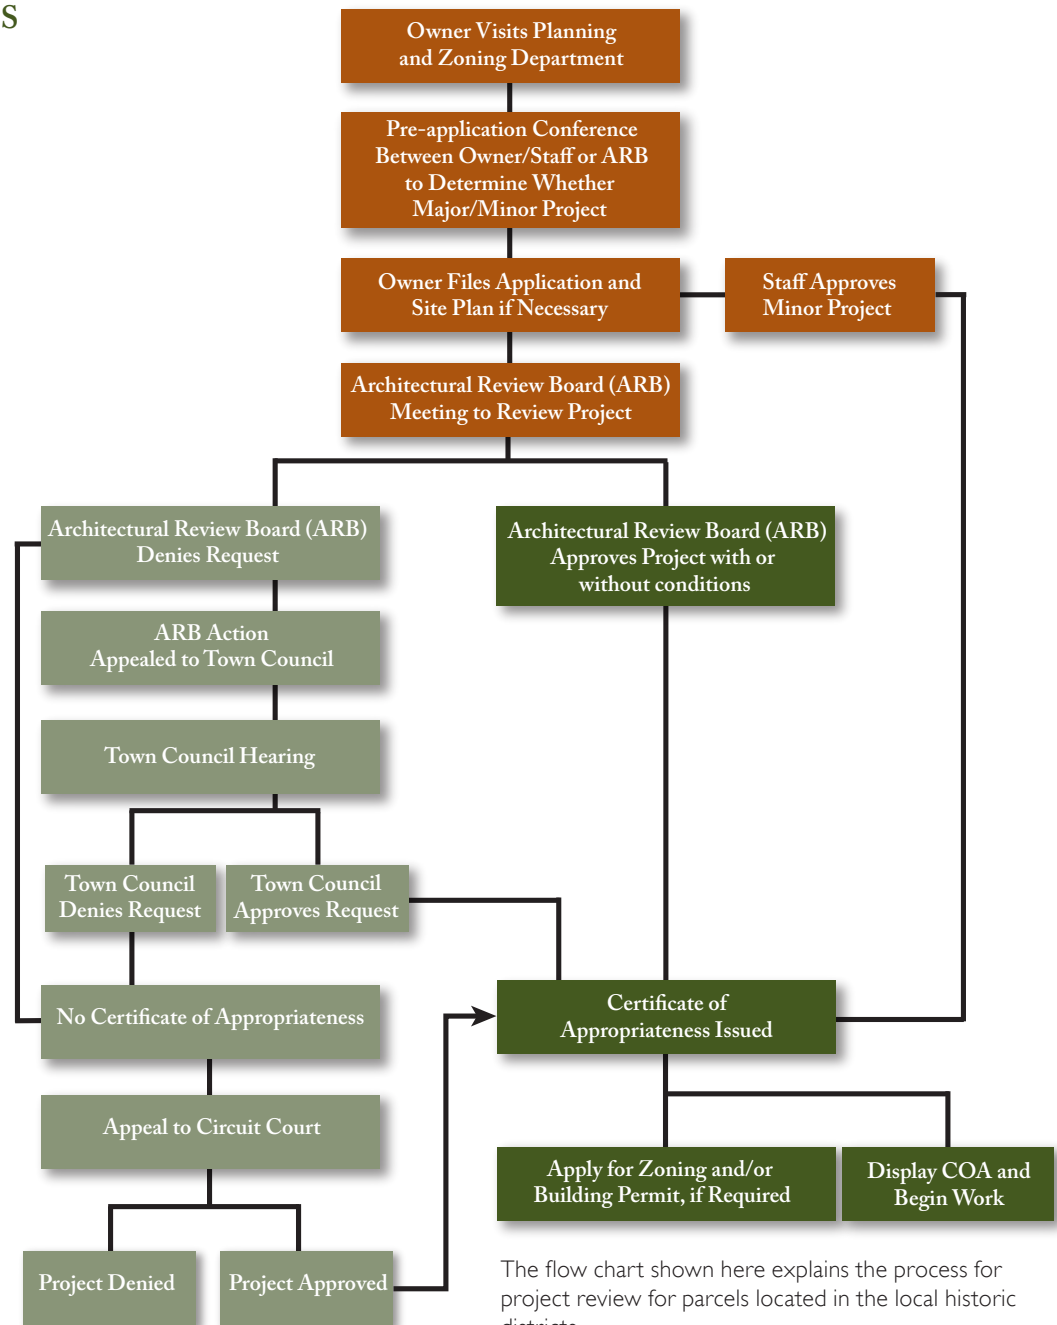 S
Owner Visits Planning
and Zoning Department
Pre-application Conference
Between Owner/Staff or ARB
to Determine Whether
Major/Minor Project
Owner Files Application and
Site Plan if Necessary
Staff Approves
Minor Project
Architectural Review Board (ARB)
Meeting to Review Project
Architectural Review Board (ARB)
Denies Request
Architectural Review Board (ARB)
Approves Project with or
without conditions
ARB Action
Appealed to Town Council
Town Council Hearing
Town Council
Denies Request
Town Council
Approves Request
No Certificate of Appropriateness
Certificate of
Appropriateness Issued
Appeal to Circuit Court
Apply for Zoning and/or
Building Permit, if Required
Display COA and
Begin Work
Project Denied
Project Approved
The flow chart shown here explains the process for
project review for parcels located in the local historic
districts